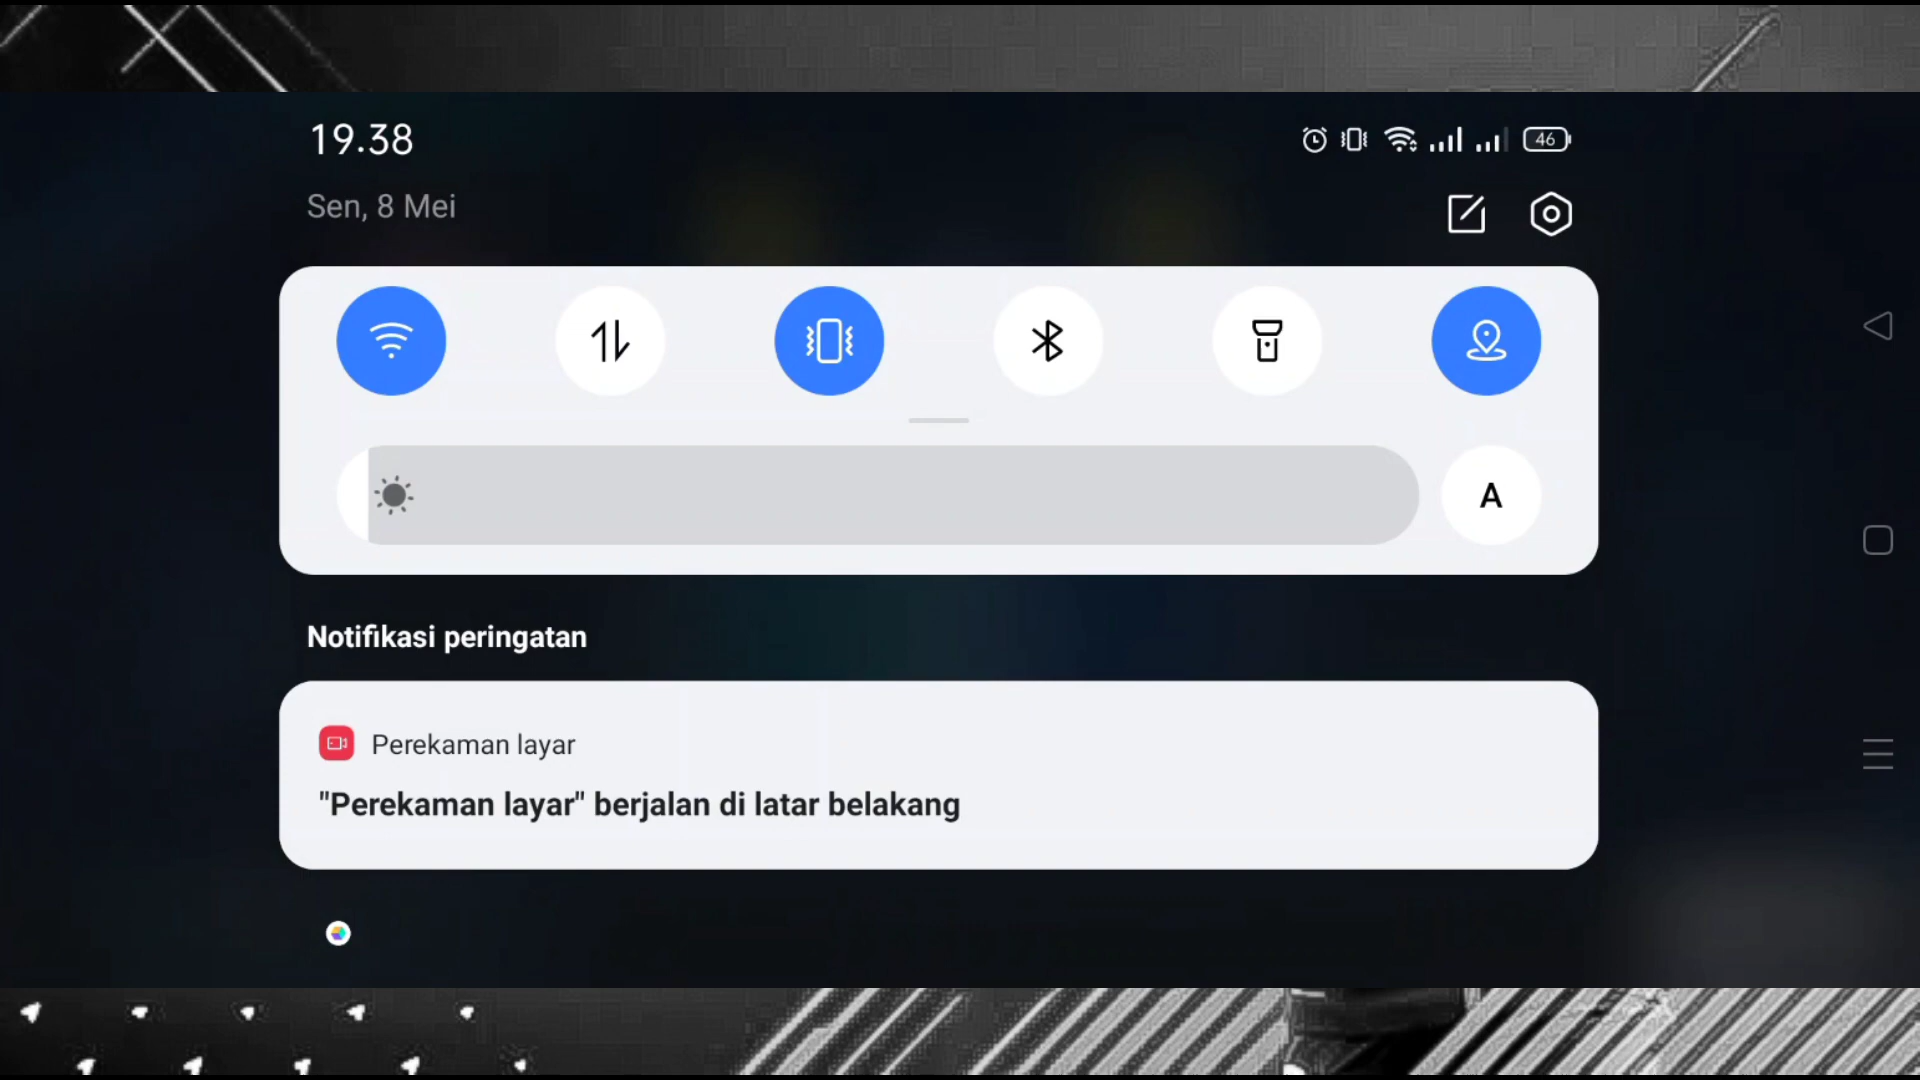 19.38
46
Sen, 8 Mei
A
Notifikasi peringatan
Perekaman layar
"Perekaman layar" berjalan di latar belakang